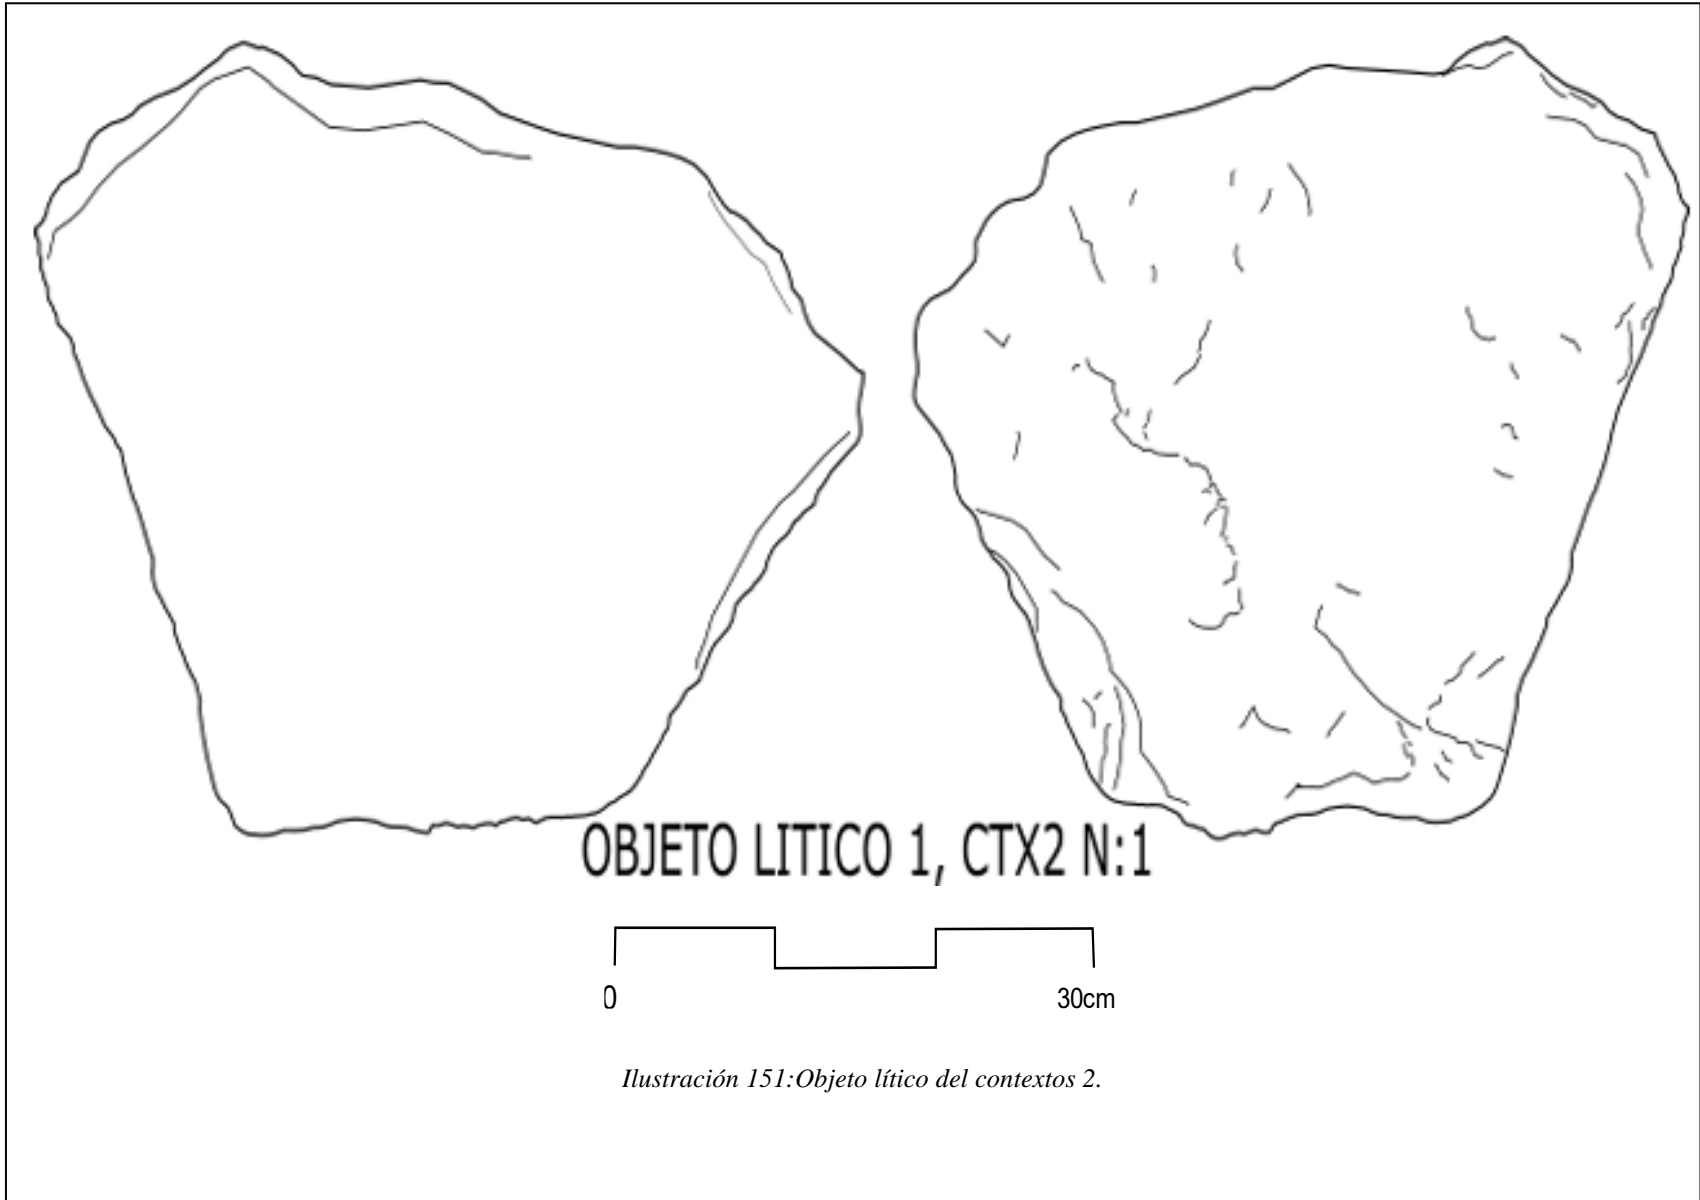 OBJETO LITICO 1, CTX2 N:1
0 30cm
Ilustración 151:Objeto lítico del contextos 2.